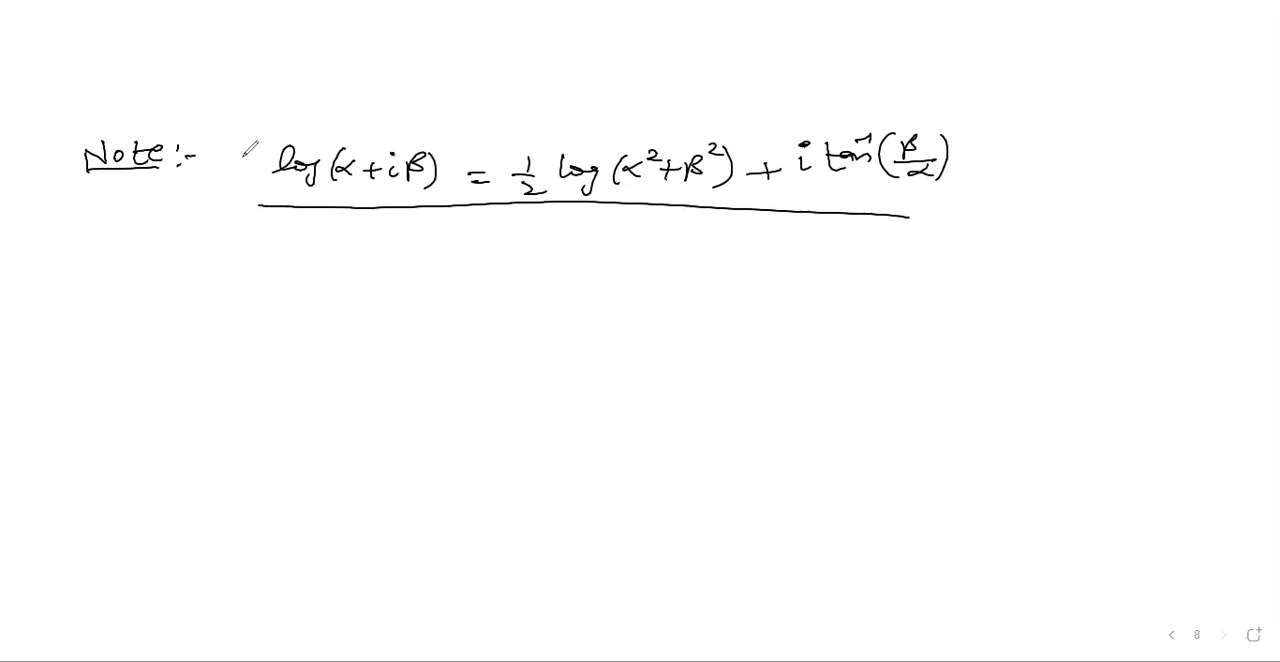 Note:- log(α+iβ) = 1/2 log(α²+β²) + i tan⁻¹(β/α)
8